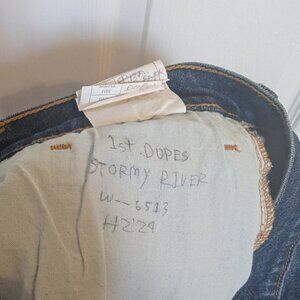 1st. DOPES
STORMY RIVER
W-6513
H2'29